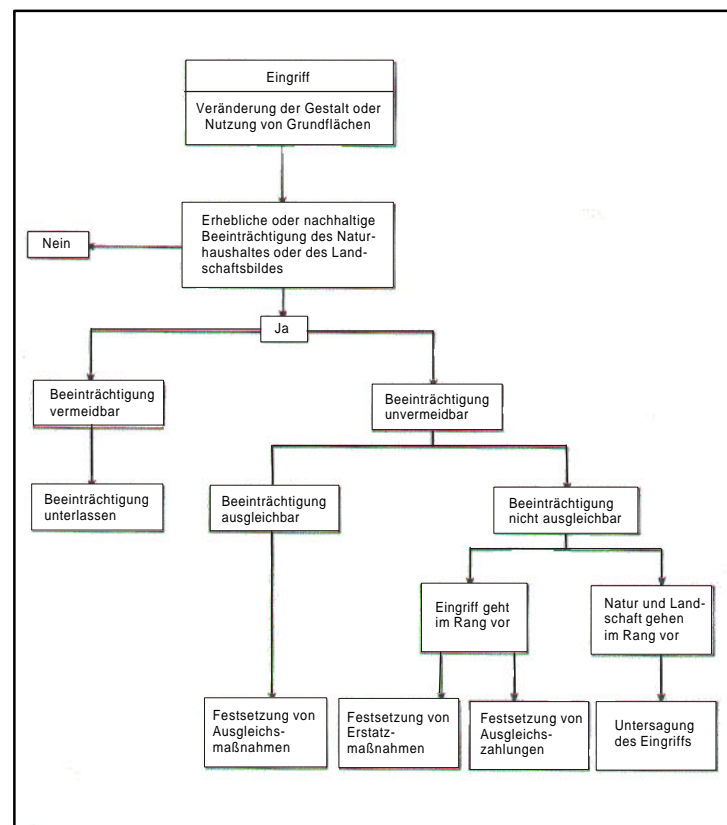 Eingriff
Veränderung der Gestalt oder
Nutzung von Grundflächen
Erhebliche oder nachhaltige
Beeinträchtigung des Natur-
haushaltes oder des Land-
schaftsbildes
Nein
Ja
Beeinträchtigung
vermeidbar
Beeinträchtigung
unvermeidbar
Beeinträchtigung
unterlassen
Beeinträchtigung
ausgleichbar
Beeinträchtigung
nicht ausgleichbar
Eingriff geht
im Rang vor
Natur und Land-
schaft gehen
im Rang vor
Festsetzung von
Ausgleichs-
maßnahmen
Festsetzung von
Erstatz-
maßnahmen
Festsetzung von
Ausgleichs-
zahlungen
Untersagung
des Eingriffs